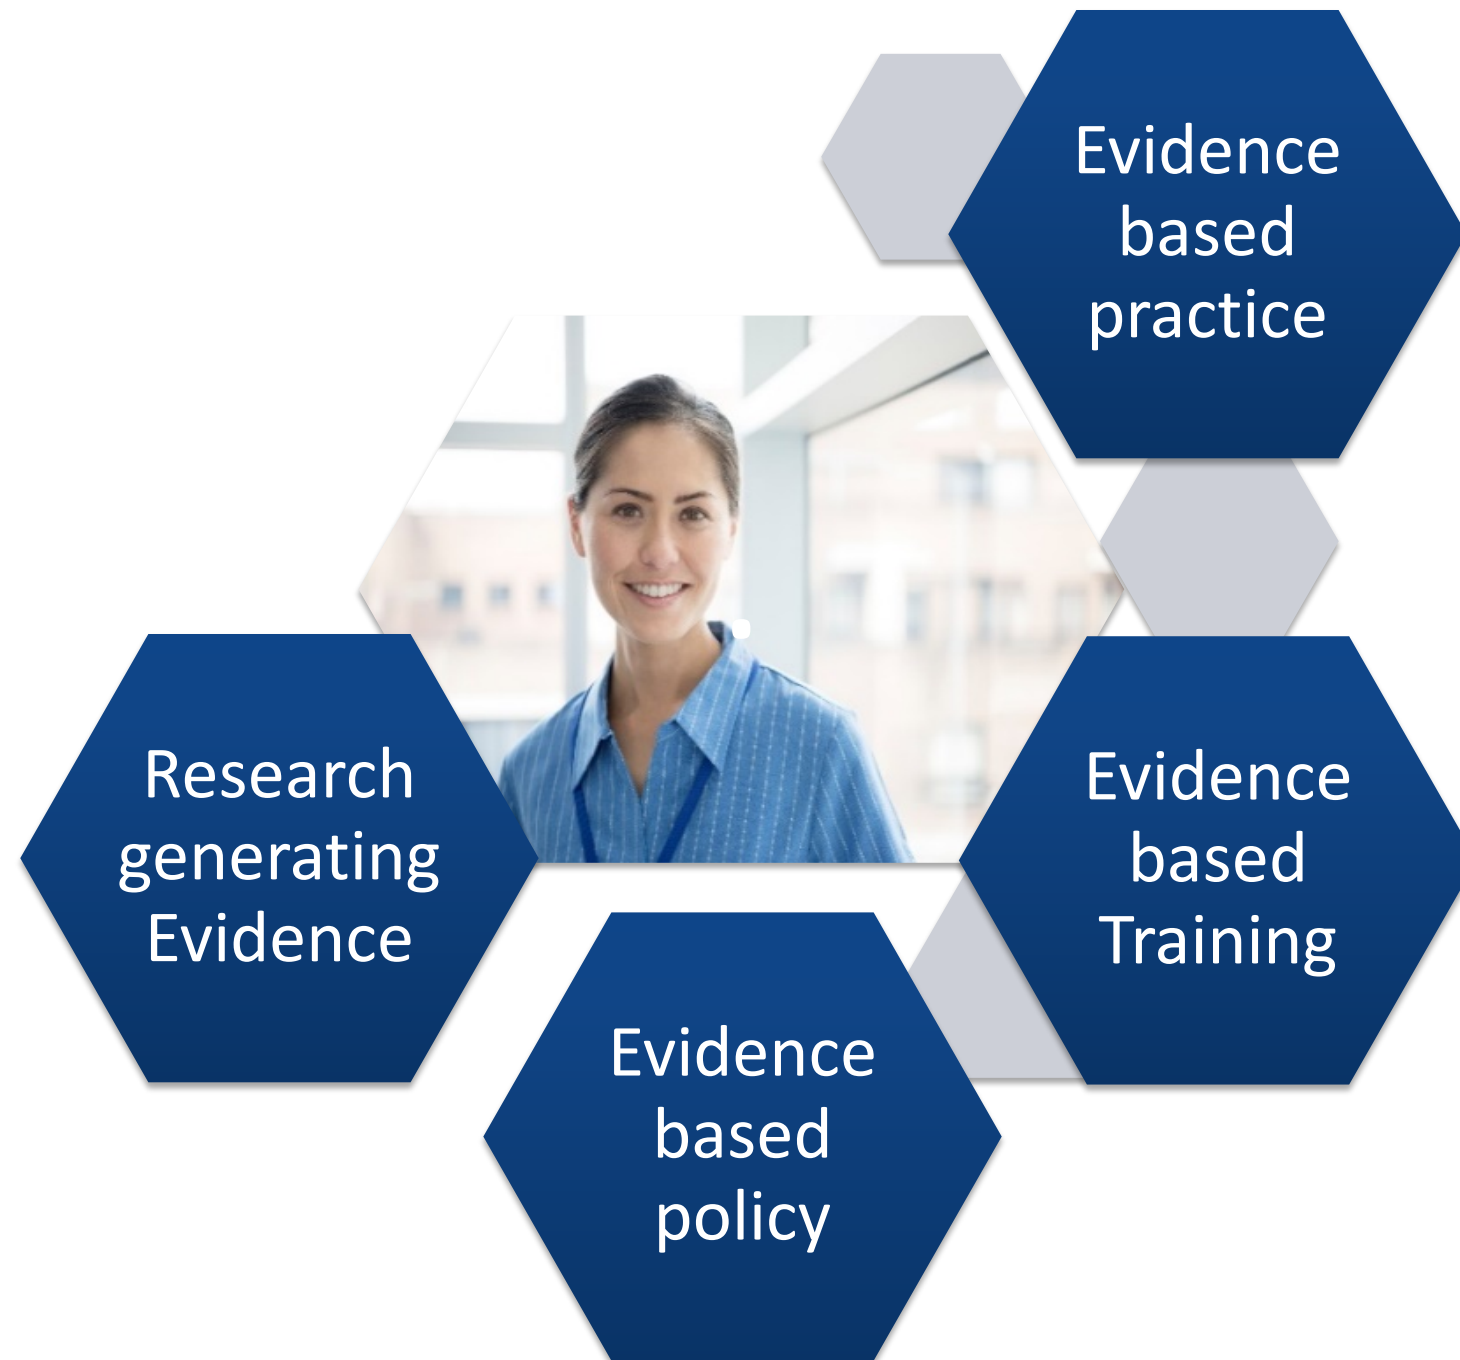 Evidence
based
practice
Research
generating
Evidence
Evidence
based
Training
Evidence
based
policy